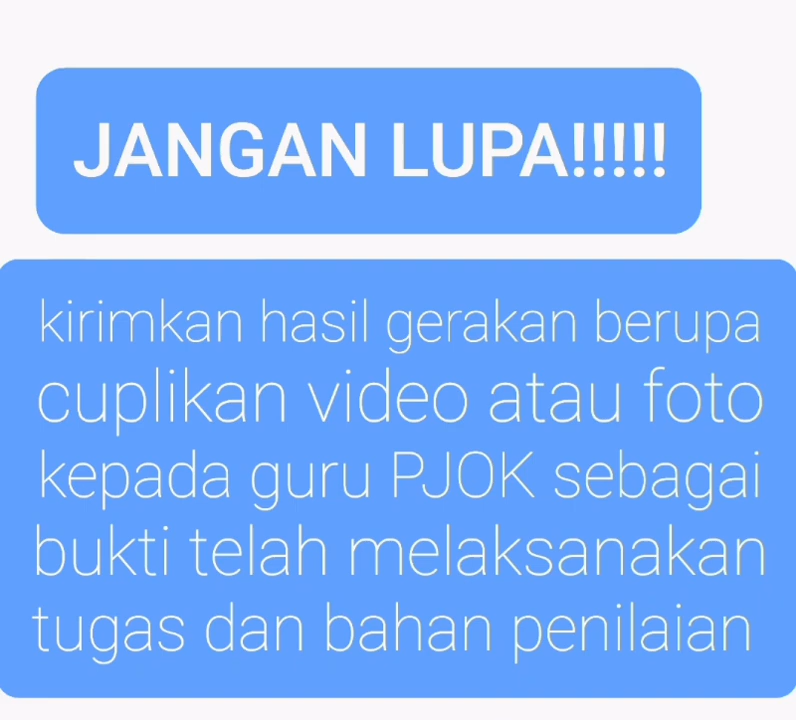 JANGAN LUPA!!!!!
kirimkan hasil gerakan berupa
cuplikan video atau foto
kepada guru PJOK sebagai
bukti telah melaksanakan
tugas dan bahan penilaian